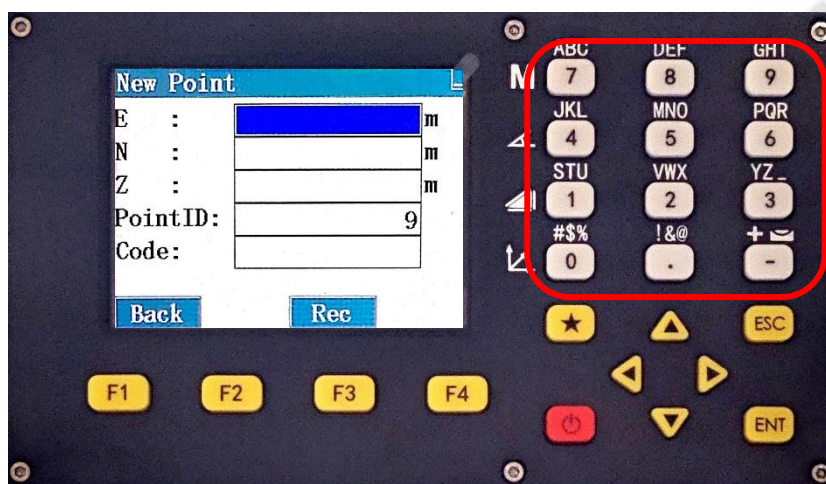 New Point
E : m
N : m
Z : m
PointID: 9
Code:
Back Rec
F1 F2 F3 F4
M
ABC DEF GHI
7 8 9
JKL MNO PQR
4 5 6
STU VWX YZ_
1 2 3
#$% !&@ +
0 . -
★ ESC
ENT